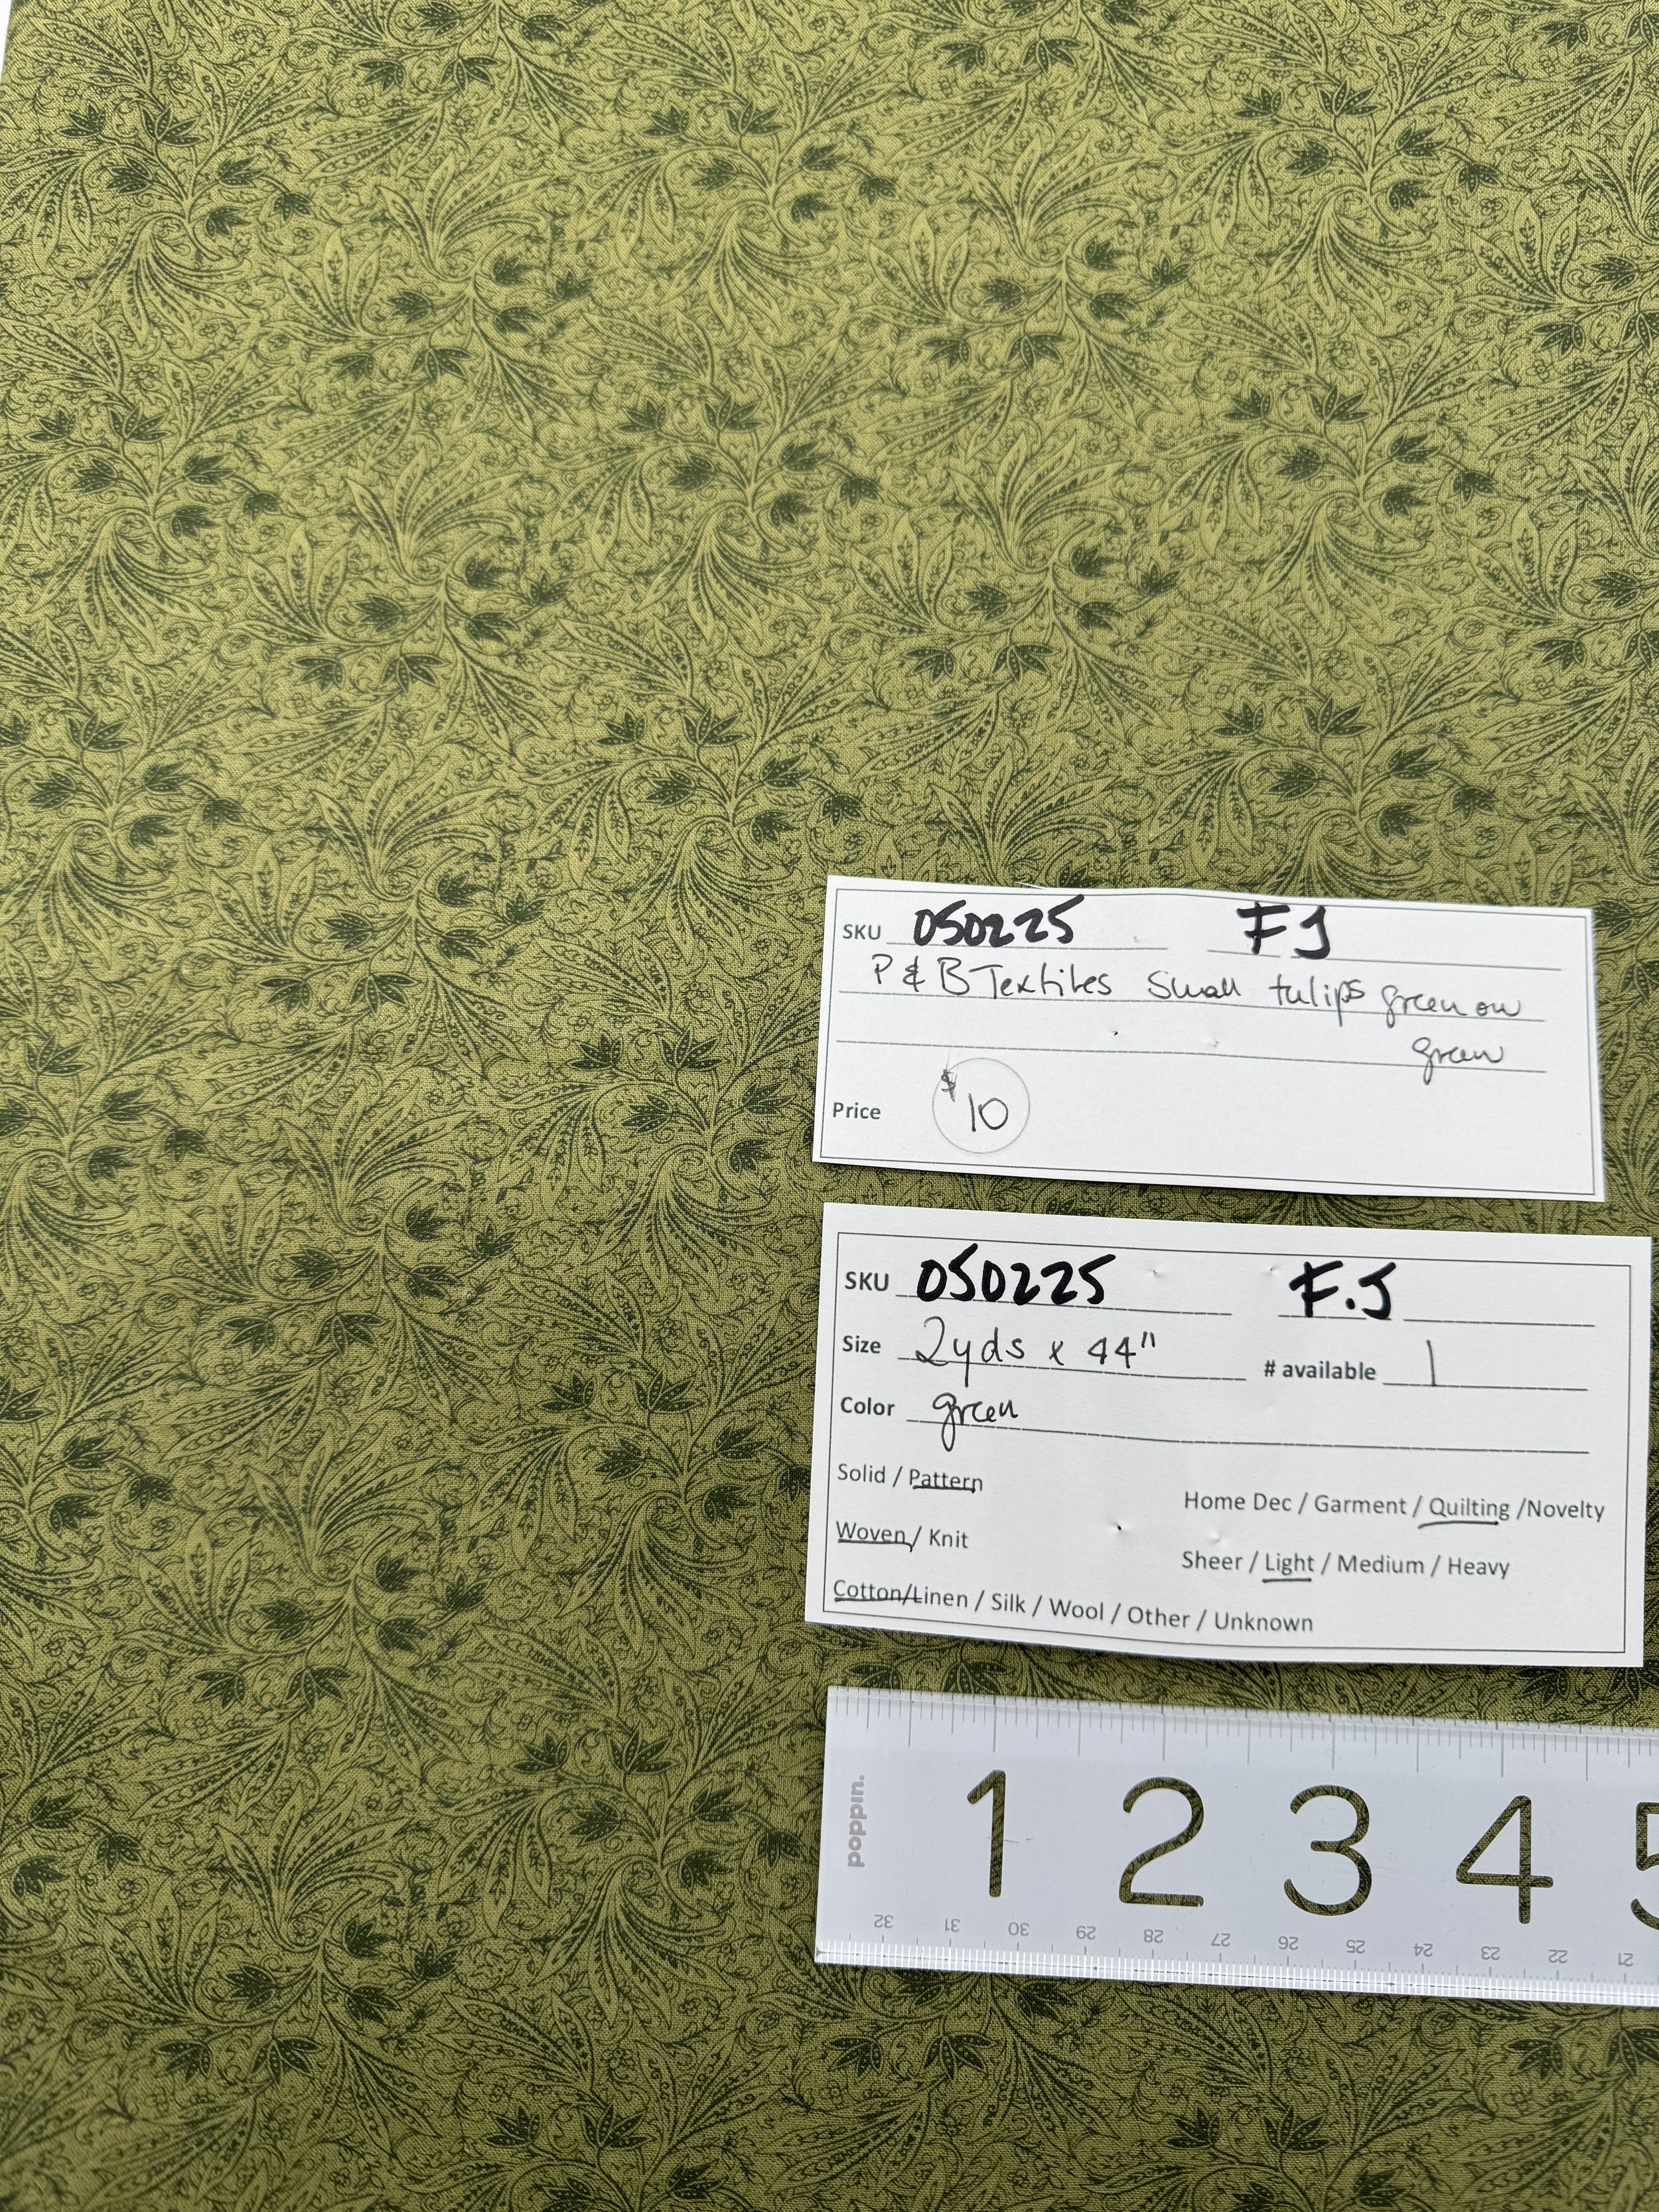 SKU 050225 FJ
P & B Textiles Small tulips green on
green
Price $10
SKU 050225 F.J
Size 2yds x 44"
# available 1
Color green
Solid / Pattern
Home Dec / Garment / Quilting /Novelty
Woven/ Knit
Sheer / Light / Medium / Heavy
Cotton/Linen / Silk / Wool / Other / Unknown
poppin.
1 2 3 4 5
32 31 30 29 28 27 26 25 24 23 22 21